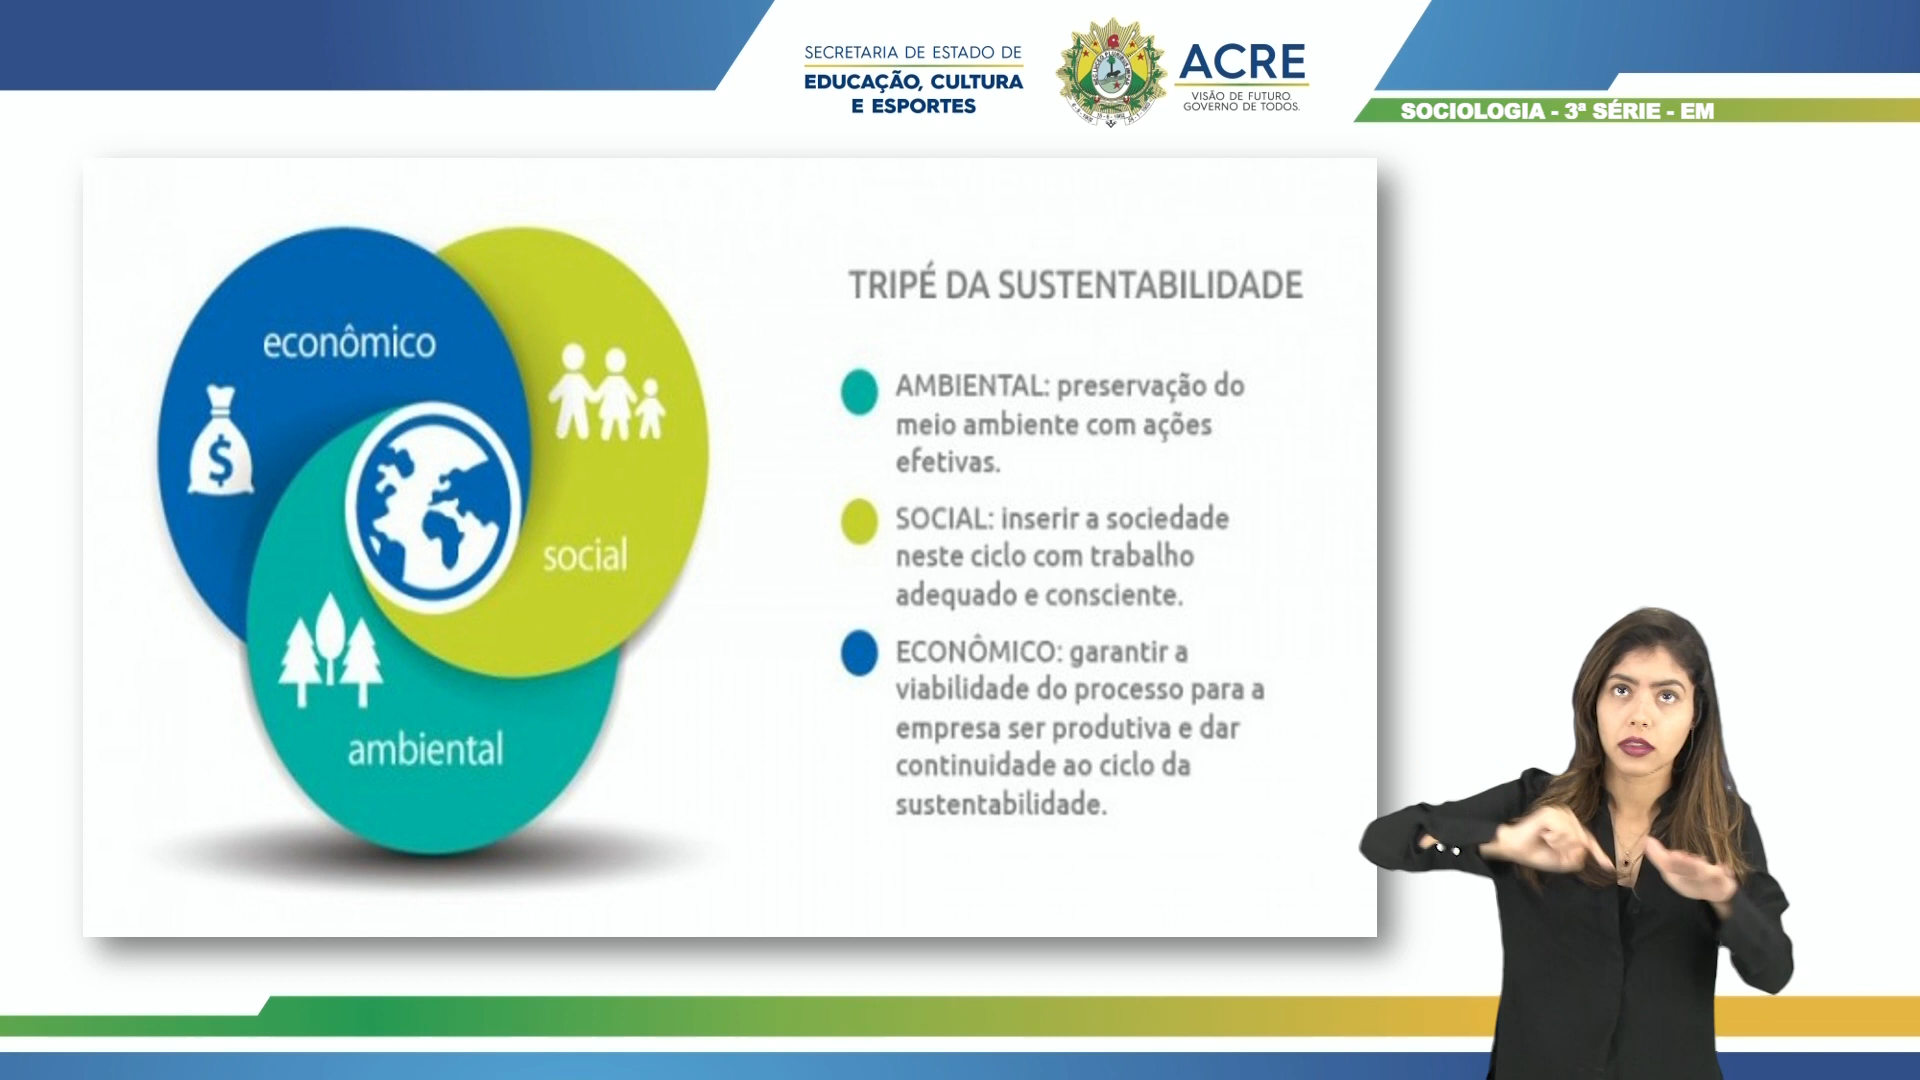 SECRETARIA DE ESTADO DE
EDUCAÇÃO, CULTURA
E ESPORTES
ACRE
VISÃO DE FUTURO.
GOVERNO DE TODOS.
SOCIOLOGIA - 3ª SÉRIE - EM
econômico
$
social
ambiental
TRIPÉ DA SUSTENTABILIDADE
AMBIENTAL: preservação do
meio ambiente com ações
efetivas.
SOCIAL: inserir a sociedade
neste ciclo com trabalho
adequado e consciente.
ECONÔMICO: garantir a
viabilidade do processo para a
empresa ser produtiva e dar
continuidade ao ciclo da
sustentabilidade.